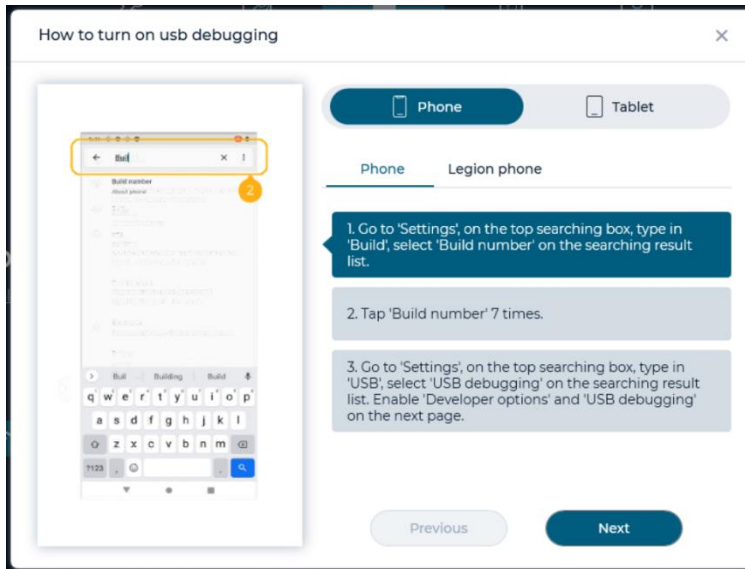 How to turn on usb debugging
Phone
Tablet
Phone
Legion phone
1. Go to 'Settings', on the top searching box, type in
'Build', select 'Build number' on the searching result
list.
2. Tap 'Build number' 7 times.
3. Go to 'Settings', on the top searching box, type in
'USB', select 'USB debugging' on the searching result
list. Enable 'Developer options' and 'USB debugging'
on the next page.
Previous
Next
Buil
Build number
About phone
2
Buil Building Build
q w e r t y u i o p
a s d f g h j k l
z x c v b n m
?123 , .